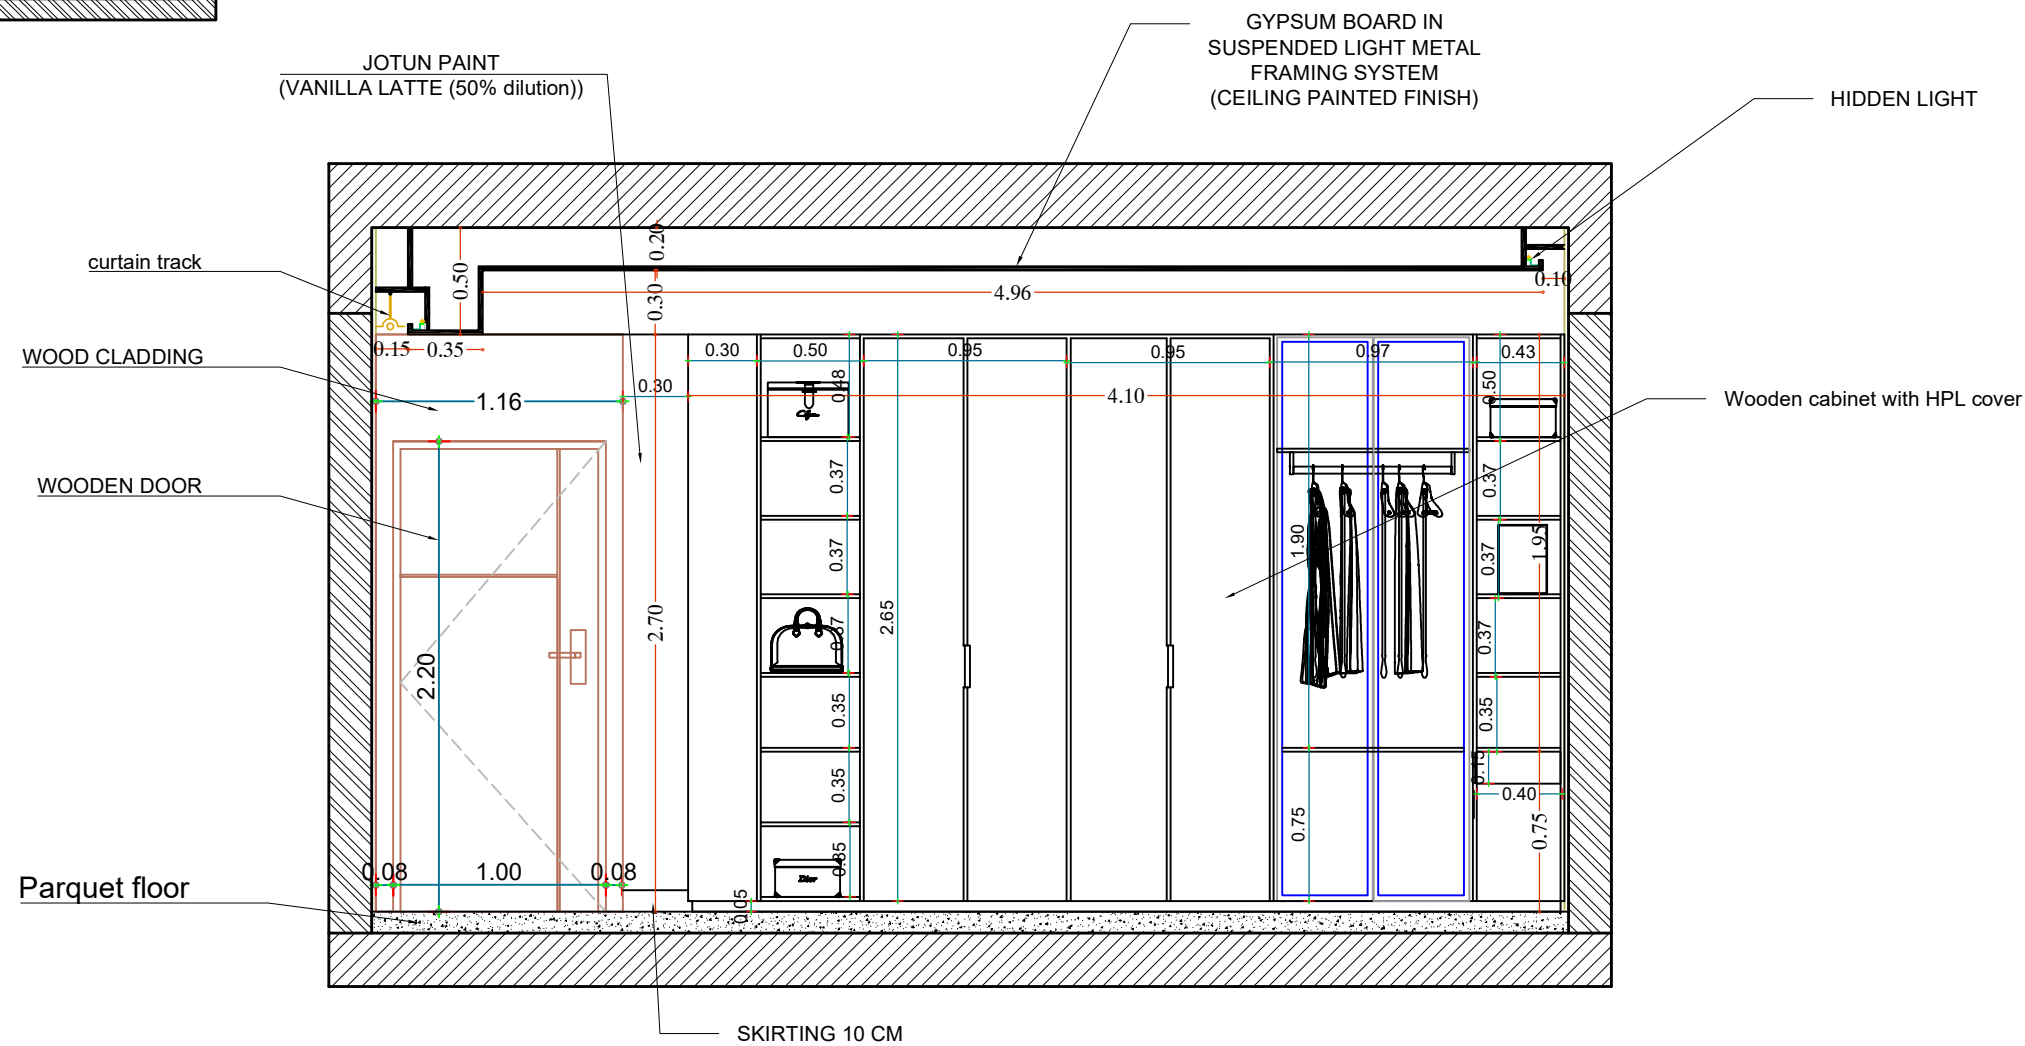 GYPSUM BOARD IN
SUSPENDED LIGHT METAL
FRAMING SYSTEM
(CEILING PAINTED FINISH)
JOTUN PAINT
(VANILLA LATTE (50% dilution))
HIDDEN LIGHT
curtain track
0.20
0.50
0.30
4.96
0.10
WOOD CLADDING
0.15
0.35
0.30
0.50
0.95
0.95
0.97
0.43
0.30
0.48
0.50
1.16
4.10
Wooden cabinet with HPL cover
WOODEN DOOR
0.37
0.37
0.37
1.90
0.37
1.95
2.70
2.65
0.37
0.37
2.20
0.35
0.35
0.35
0.15
0.40
0.75
0.75
0.35
0.08
1.00
0.08
Dior
Parquet floor
0.05
SKIRTING 10 CM